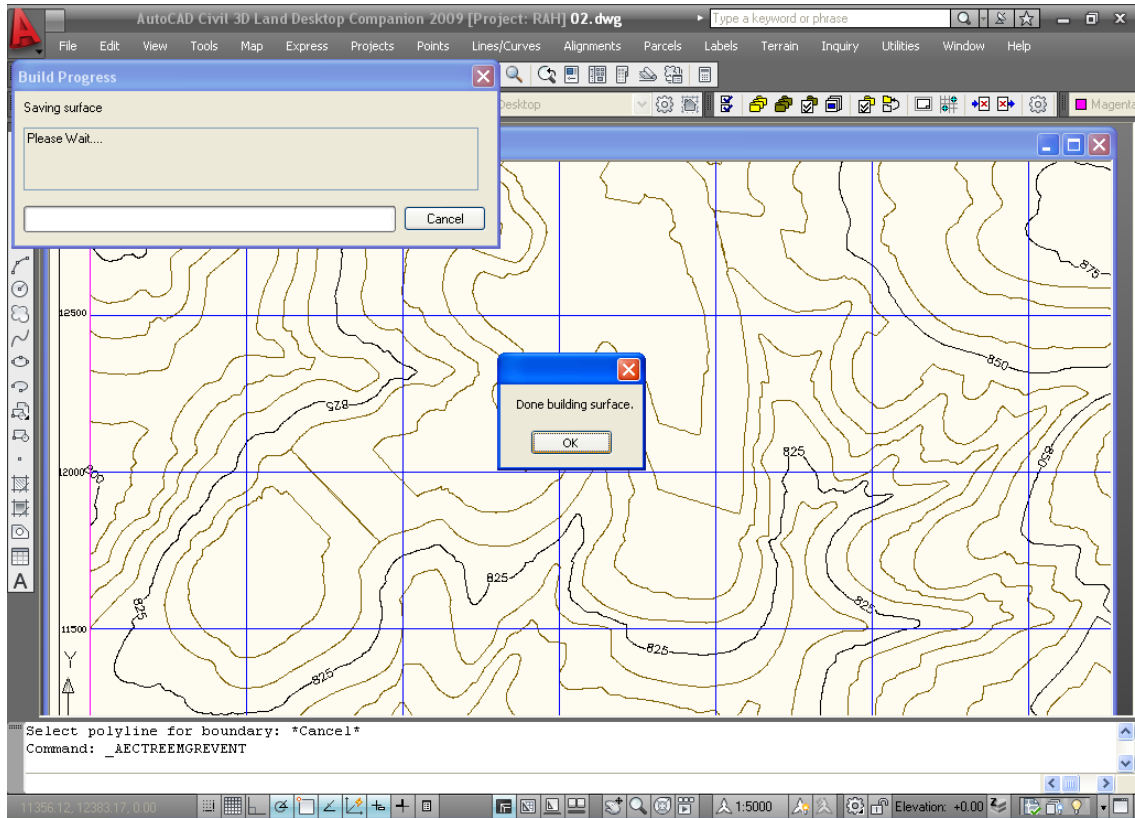 AutoCAD Civil 3D Land Desktop Companion 2009 [Project: RAH] 02.dwg
Type a keyword or phrase
File Edit View Tools Map Express Projects Points Lines/Curves Alignments Parcels Labels Terrain Inquiry Utilities Window Help
Build Progress
Desktop
Magenta
Saving surface
Please Wait....
Cancel
875
12500
850
825
Done building surface.
OK
825
12000
850
825
825
825
11500
825
825
Y
A
Select polyline for boundary: *Cancel*
Command: _AECTREEMGREVENT
11356.12, 12383.17, 0.00
1:5000
Elevation: +0.00